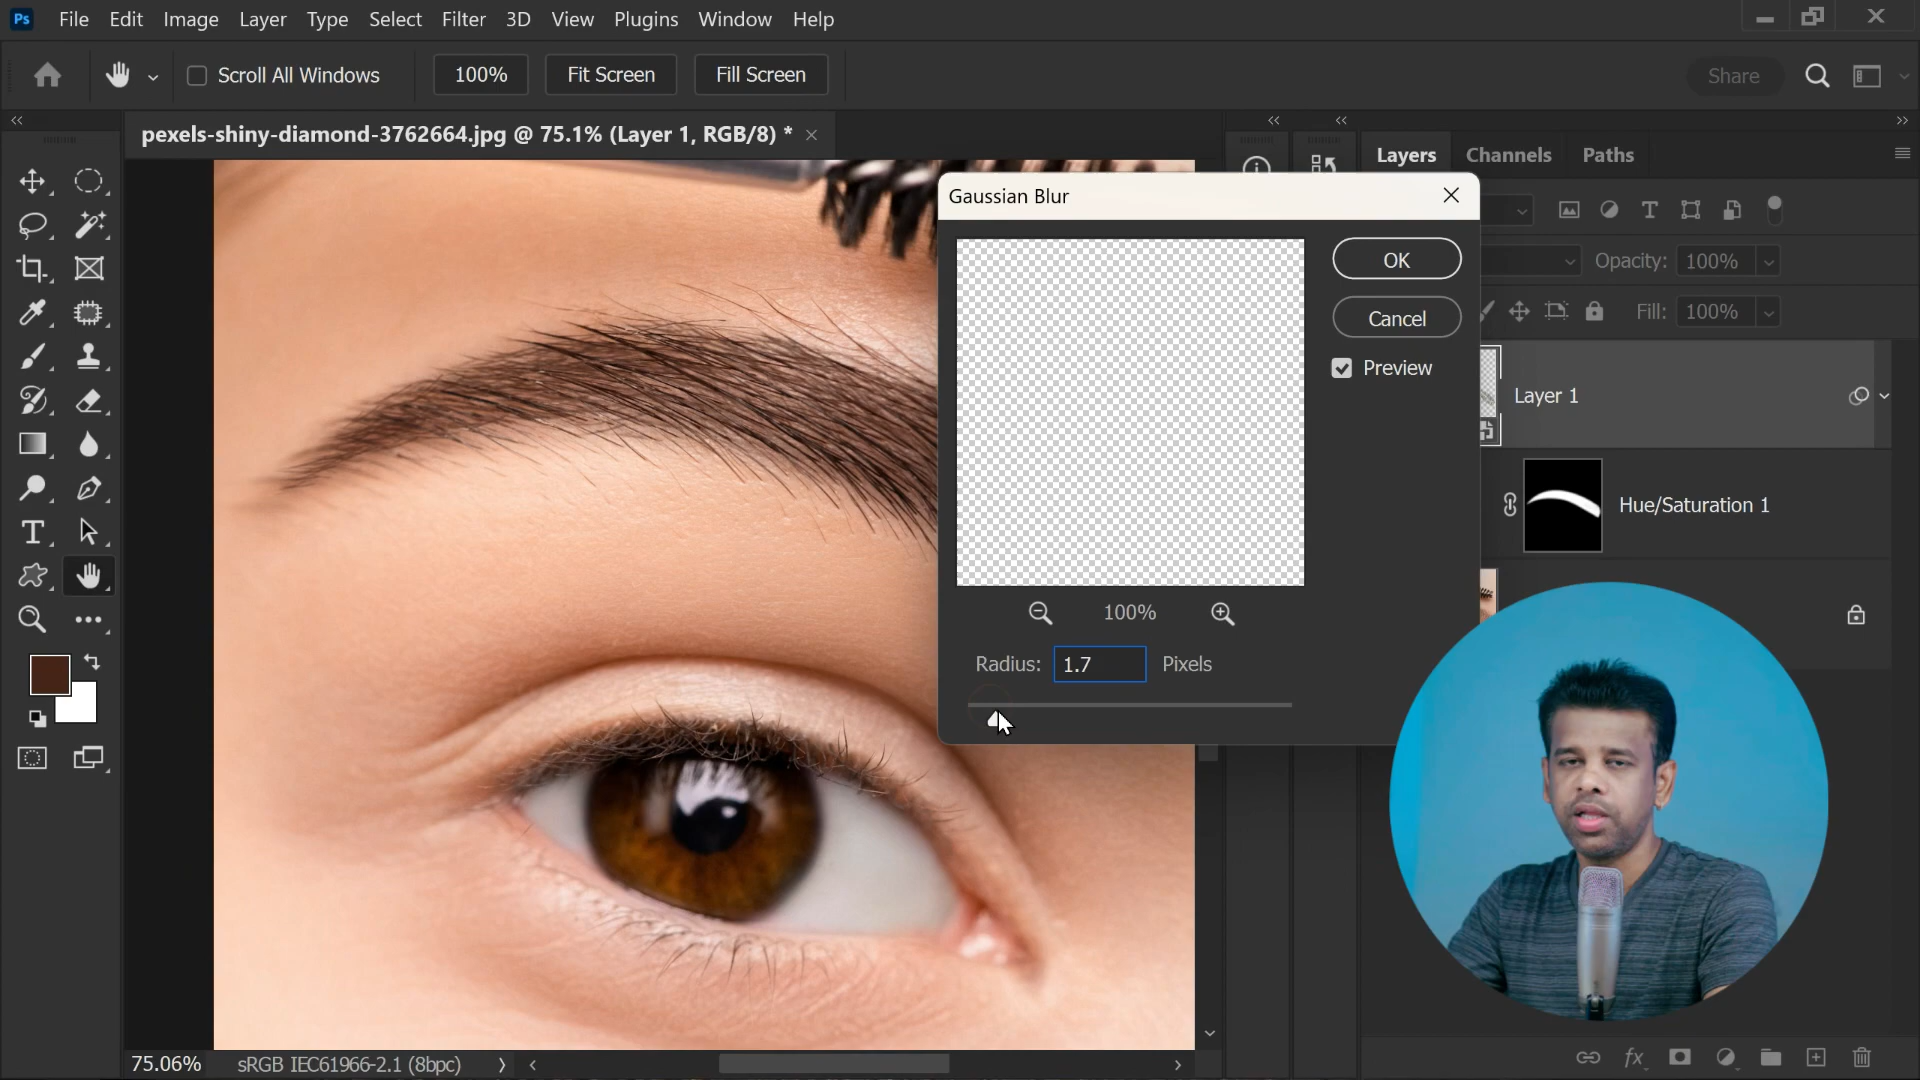 Ps File Edit Image Layer Type Select Filter 3D View Plugins Window Help
Scroll All Windows 100% Fit Screen Fill Screen Share
pexels-shiny-diamond-3762664.jpg @ 75.1% (Layer 1, RGB/8) *
Layers Channels Paths
Gaussian Blur
OK
Cancel
Preview
100%
Radius: 1.7 Pixels
Opacity: 100%
Fill: 100%
Layer 1
Hue/Saturation 1
75.06% sRGB IEC61966-2.1 (8bpc)